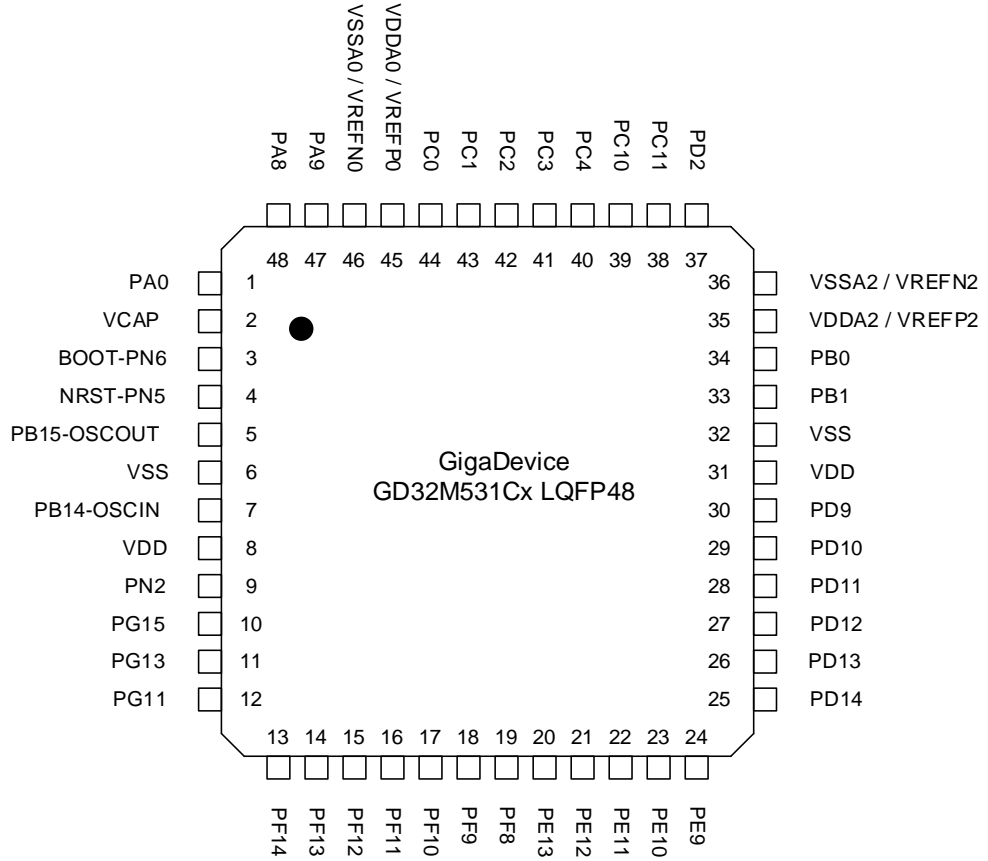 VSSA0 / VREFN0
VDDA0 / VREFP0
PA8
PA9
PC0
PC1
PC2
PC3
PC4
PC10
PC11
PD2
48 47 46 45 44 43 42 41 40 39 38 37
PA0 1
VCAP 2
BOOT-PN6 3
NRST-PN5 4
PB15-OSCOUT 5
VSS 6
PB14-OSCIN 7
VDD 8
PN2 9
PG15 10
PG13 11
PG11 12
GigaDevice
GD32M531Cx LQFP48
36 VSSA2 / VREFN2
35 VDDA2 / VREFP2
34 PB0
33 PB1
32 VSS
31 VDD
30 PD9
29 PD10
28 PD11
27 PD12
26 PD13
25 PD14
13 14 15 16 17 18 19 20 21 22 23 24
PF14
PF13
PF12
PF11
PF10
PF9
PF8
PE13
PE12
PE11
PE10
PE9